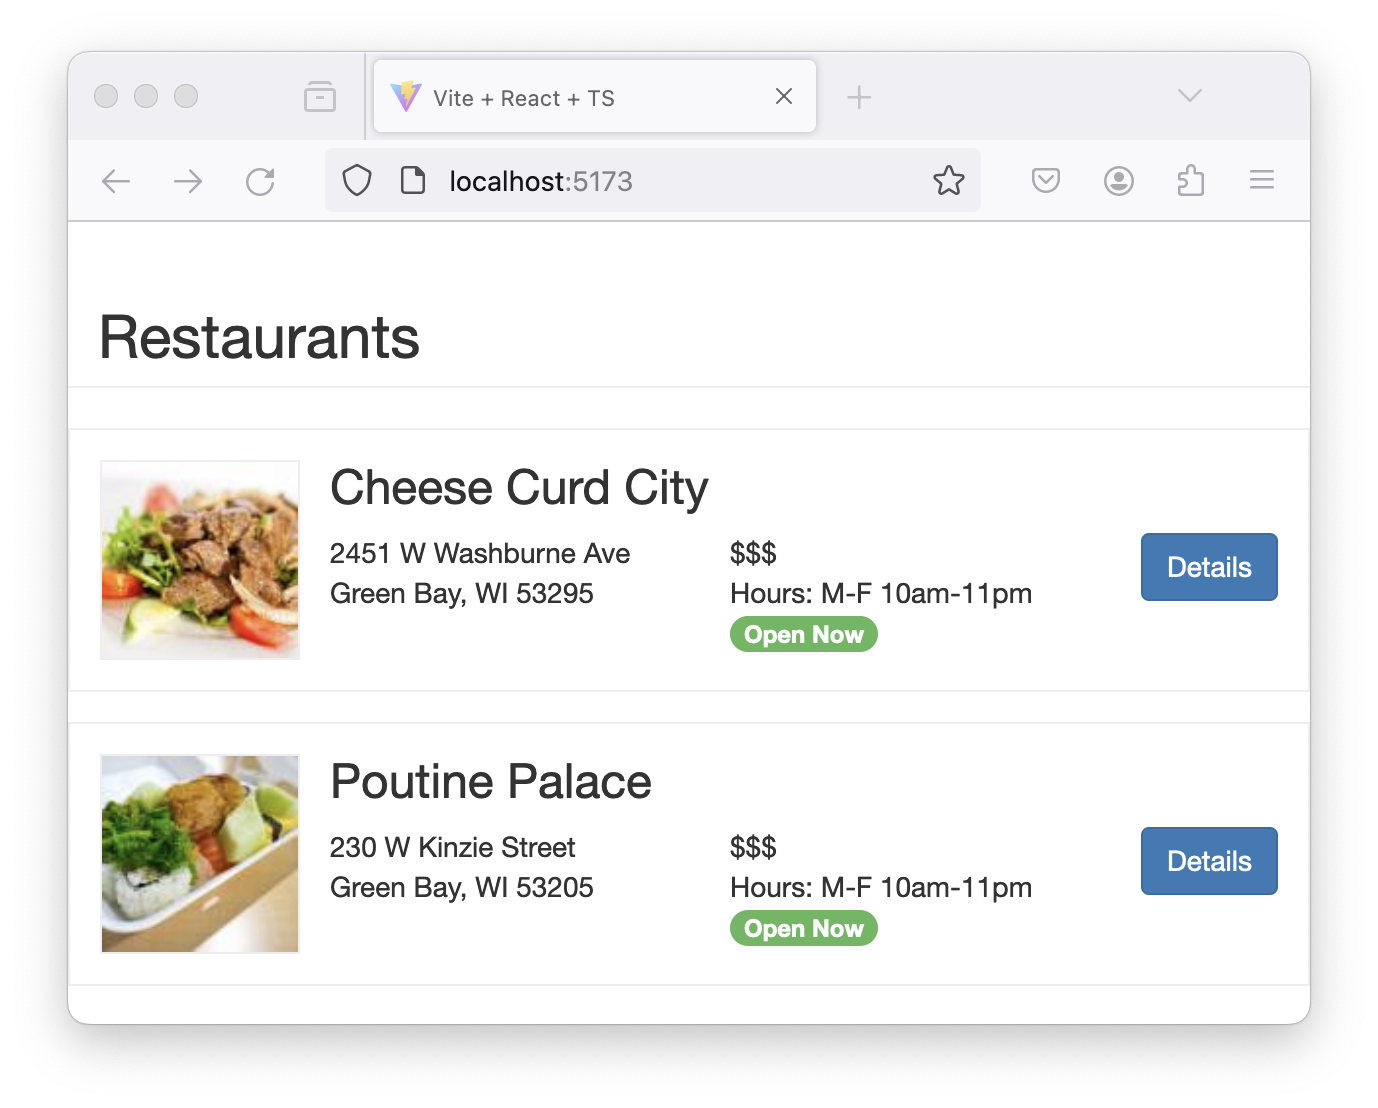 Vite + React + TS
localhost:5173
Restaurants
Cheese Curd City
2451 W Washburne Ave
Green Bay, WI 53295
$$$
Hours: M-F 10am-11pm
Open Now
Details
Poutine Palace
230 W Kinzie Street
Green Bay, WI 53205
$$$
Hours: M-F 10am-11pm
Open Now
Details